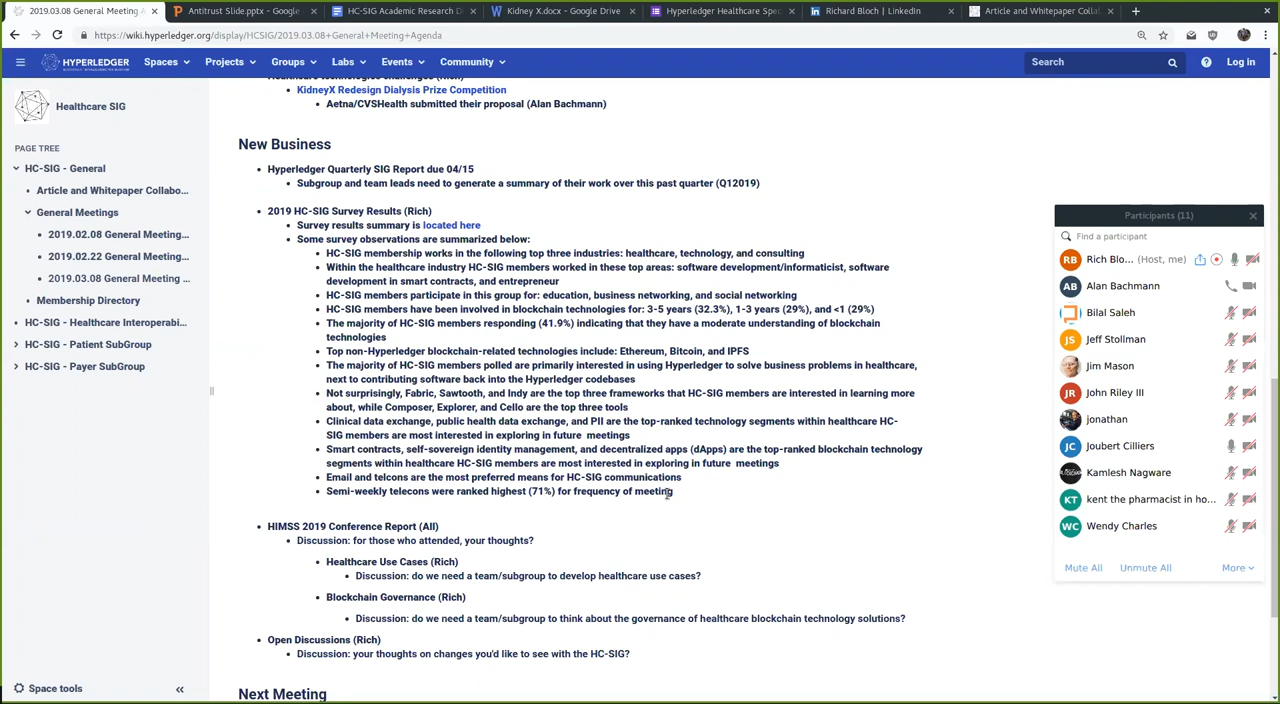 2019.03.08 General Meeting A
Antitrust Slide.pptx - Google
HC-SIG Academic Research D
Kidney X.docx - Google Drive
Hyperledger Healthcare Spec
Richard Bloch | LinkedIn
Article and Whitepaper Collab
https://wiki.hyperledger.org/display/HCSIG/2019.03.08+General+Meeting+Agenda
HYPERLEDGER
Spaces
Projects
Groups
Labs
Events
Community
Search
Log in
Healthcare SIG
PAGE TREE
HC-SIG - General
Article and Whitepaper Collabo...
General Meetings
2019.02.08 General Meeting...
2019.02.22 General Meeting...
2019.03.08 General Meeting ...
Membership Directory
HC-SIG - Healthcare Interoperabi...
HC-SIG - Patient SubGroup
HC-SIG - Payer SubGroup
Space tools
Healthcare technologies challenges (Rich)
KidneyX Redesign Dialysis Prize Competition
Aetna/CVSHealth submitted their proposal (Alan Bachmann)
New Business
Hyperledger Quarterly SIG Report due 04/15
Subgroup and team leads need to generate a summary of their work over this past quarter (Q12019)
2019 HC-SIG Survey Results (Rich)
Survey results summary is located here
Some survey observations are summarized below:
HC-SIG membership works in the following top three industries: healthcare, technology, and consulting
Within the healthcare industry HC-SIG members worked in these top areas: software development/informaticist, software
development in smart contracts, and entrepreneur
HC-SIG members participate in this group for: education, business networking, and social networking
HC-SIG members have been involved in blockchain technologies for: 3-5 years (32.3%), 1-3 years (29%), and <1 (29%)
The majority of HC-SIG members responding (41.9%) indicating that they have a moderate understanding of blockchain
technologies
Top non-Hyperledger blockchain-related technologies include: Ethereum, Bitcoin, and IPFS
The majority of HC-SIG members polled are primarily interested in using Hyperledger to solve business problems in healthcare,
next to contributing software back into the Hyperledger codebases
Not surprisingly, Fabric, Sawtooth, and Indy are the top three frameworks that HC-SIG members are interested in learning more
about, while Composer, Explorer, and Cello are the top three tools
Clinical data exchange, public health data exchange, and PII are the top-ranked technology segments within healthcare HC-
SIG members are most interested in exploring in future meetings
Smart contracts, self-sovereign identity management, and decentralized apps (dApps) are the top-ranked blockchain technology
segments within healthcare HC-SIG members are most interested in exploring in future meetings
Email and telcons are the most preferred means for HC-SIG communications
Semi-weekly telecons were ranked highest (71%) for frequency of meeting
HIMSS 2019 Conference Report (All)
Discussion: for those who attended, your thoughts?
Healthcare Use Cases (Rich)
Discussion: do we need a team/subgroup to develop healthcare use cases?
Blockchain Governance (Rich)
Discussion: do we need a team/subgroup to think about the governance of healthcare blockchain technology solutions?
Open Discussions (Rich)
Discussion: your thoughts on changes you'd like to see with the HC-SIG?
Next Meeting
Participants (11)
Find a participant
RB Rich Blo... (Host, me)
AB Alan Bachmann
Bilal Saleh
JS Jeff Stollman
Jim Mason
JR John Riley III
jonathan
JC Joubert Cilliers
Kamlesh Nagware
KT kent the pharmacist in ho...
WC Wendy Charles
Mute All
Unmute All
More